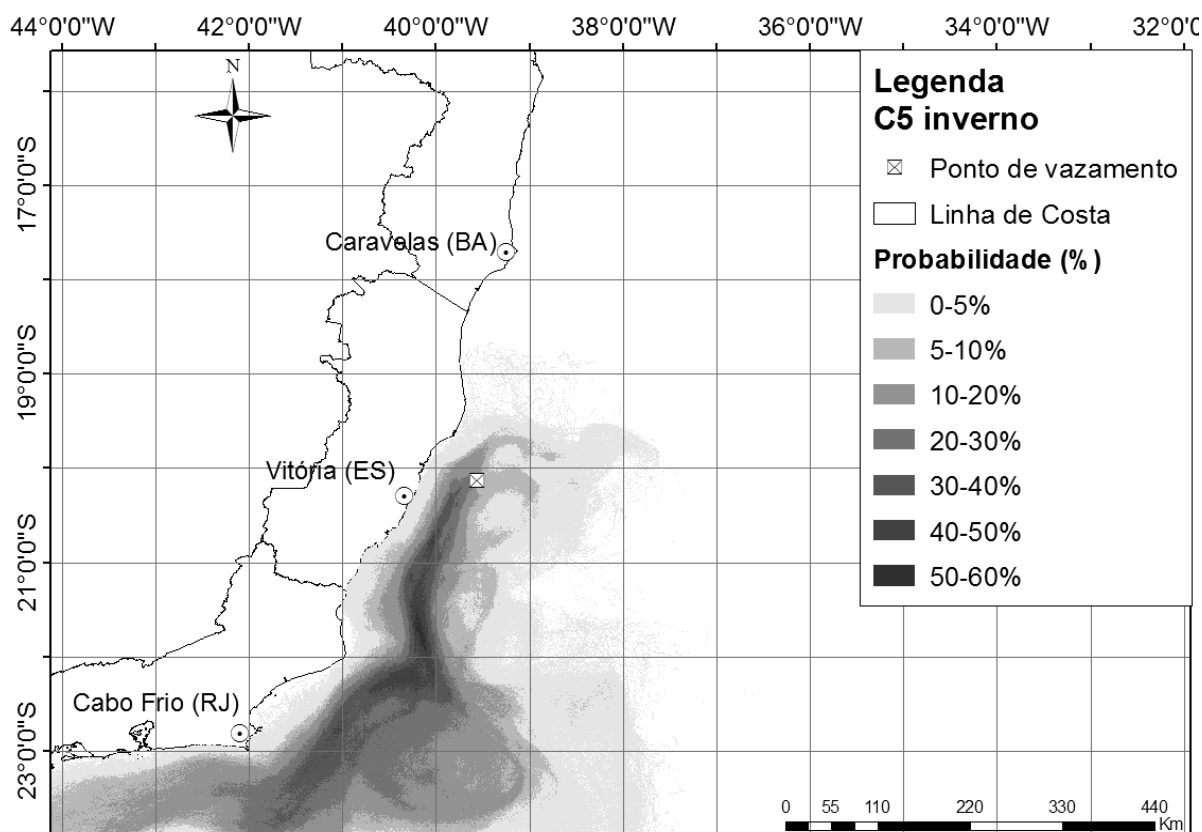 44°0'0"W 42°0'0"W 40°0'0"W 38°0'0"W 36°0'0"W 34°0'0"W 32°0'0"W
N
Legenda
C5 inverno
Ponto de vazamento
Linha de Costa
Probabilidade (%)
0-5%
5-10%
10-20%
20-30%
30-40%
40-50%
50-60%
17°0'0"S
Caravelas (BA)
19°0'0"S
Vitória (ES)
21°0'0"S
Cabo Frio (RJ)
23°0'0"S
0 55 110 220 330 440
Km